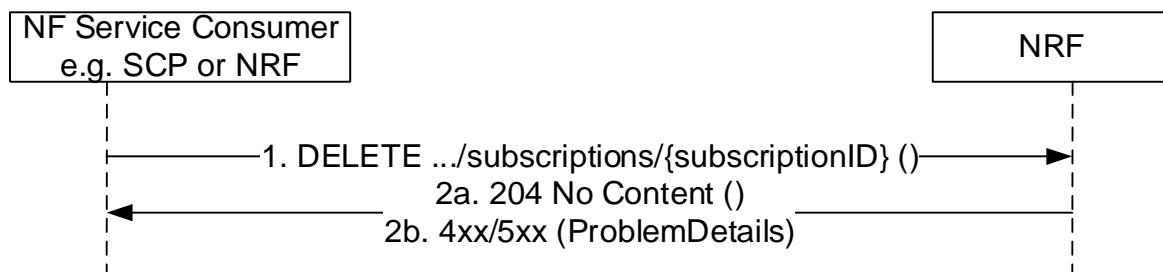 NF Service Consumer
e.g. SCP or NRF
NRF
1. DELETE .../subscriptions/{subscriptionID} ()
2a. 204 No Content ()
2b. 4xx/5xx (ProblemDetails)